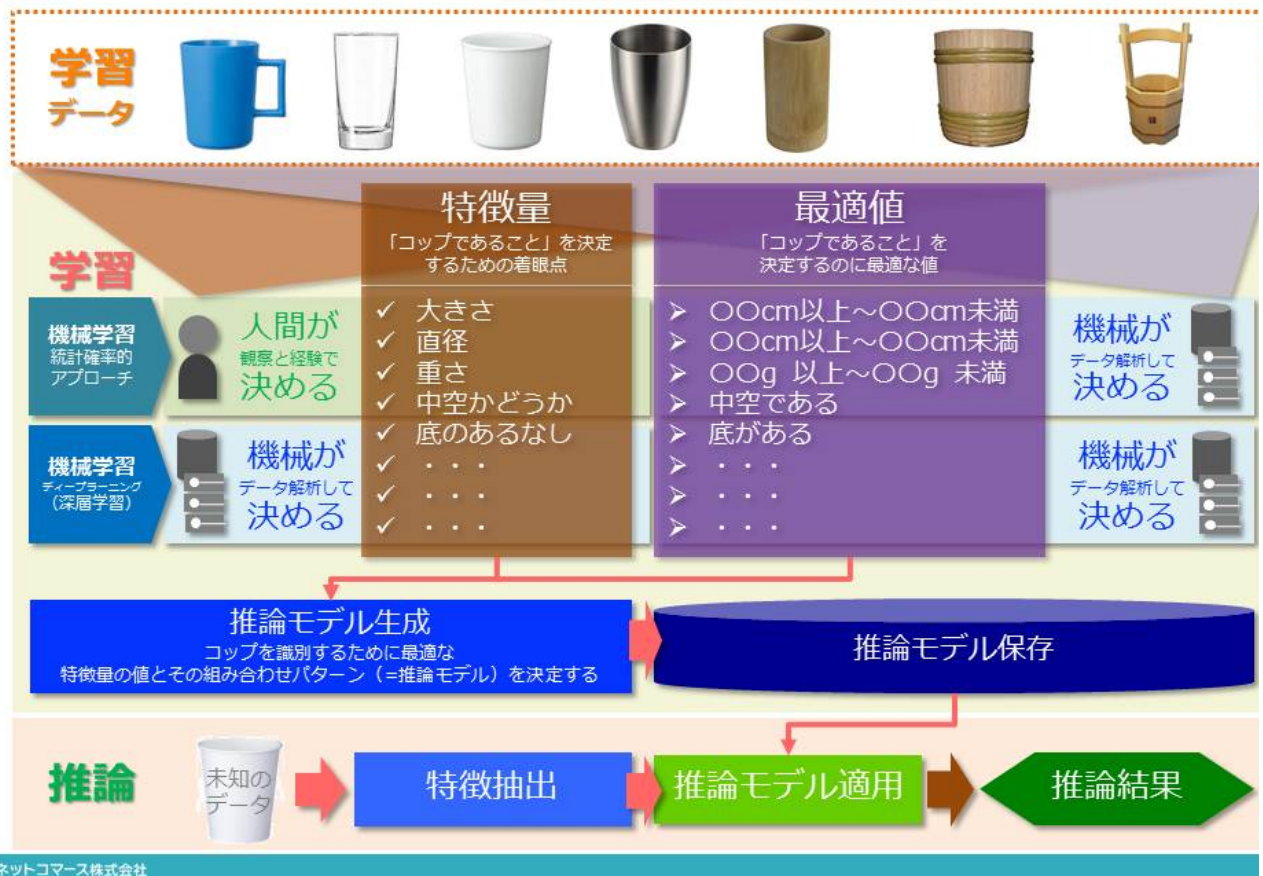 学習
データ
特徴量
「コップであること」を決定
するための着眼点
最適値
「コップであること」を
決定するのに最適な値
学習
機械学習
統計確率的
アプローチ
人間が
観察と経験で
決める
✓ 大きさ
✓ 直径
✓ 重さ
✓ 中空かどうか
✓ 底のあるなし
✓ ・・・
✓ ・・・
✓ ・・・
➢ 〇〇cm以上~〇〇cm未満
➢ 〇〇cm以上~〇〇cm未満
➢ 〇〇g 以上~〇〇g 未満
➢ 中空である
➢ 底がある
➢ ・・・
➢ ・・・
➢ ・・・
機械が
データ解析して
決める
機械学習
ディープラーニング
(深層学習)
機械が
データ解析して
決める
機械が
データ解析して
決める
推論モデル生成
コップを識別するために最適な
特徴量の値とその組み合わせパターン(=推論モデル)を決定する
推論モデル保存
推論
未知の
データ
特徴抽出
推論モデル適用
推論結果
ネットコマース株式会社